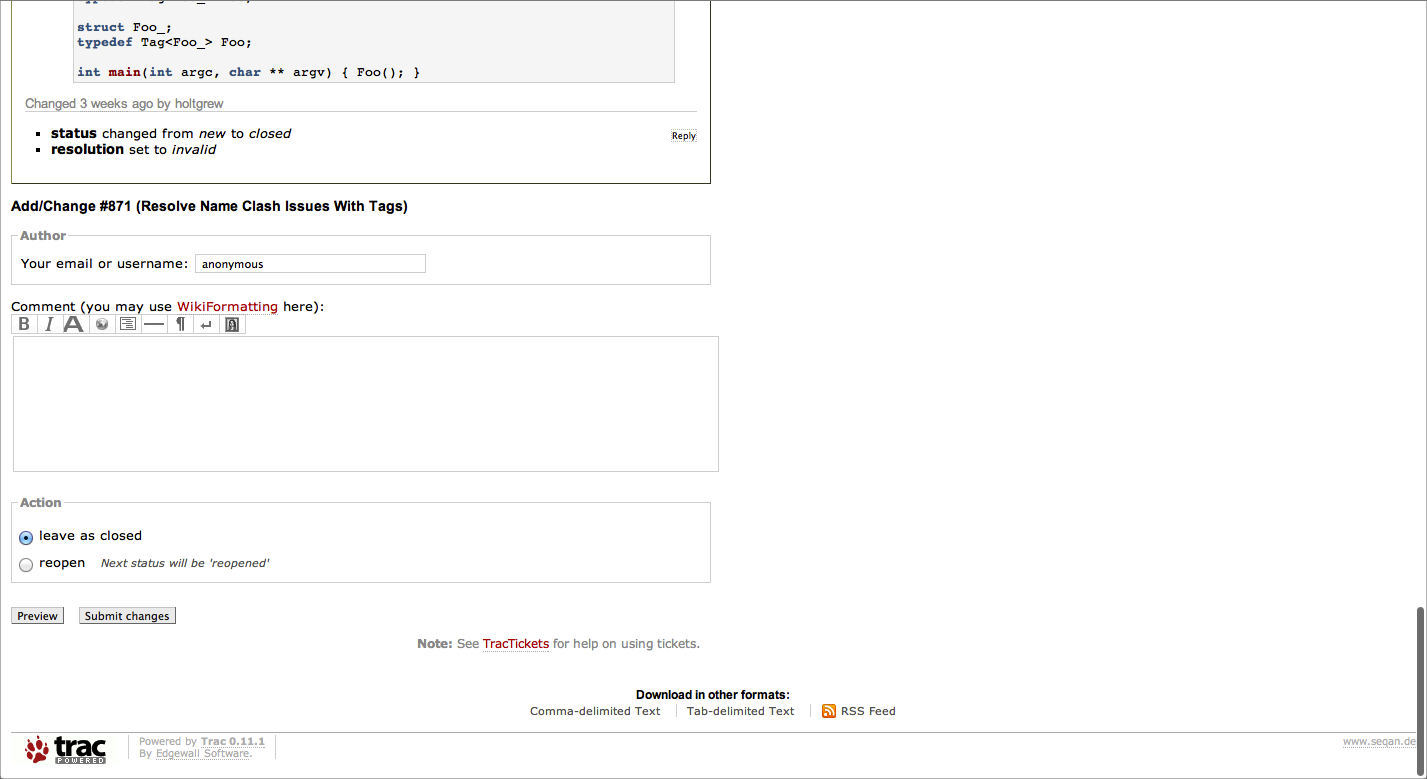 struct Foo_;
typedef Tag<Foo_> Foo;
int main(int argc, char ** argv) { Foo(); }
Changed 3 weeks ago by holtgrew
status changed from new to closed
Reply
resolution set to invalid
Add/Change #871 (Resolve Name Clash Issues With Tags)
Author
Your email or username: anonymous
Comment (you may use WikiFormatting here):
B I A ¶ ↵
Action
leave as closed
reopen Next status will be 'reopened'
Preview Submit changes
Note: See TracTickets for help on using tickets.
Download in other formats:
Comma-delimited Text Tab-delimited Text RSS Feed
trac POWERED
Powered by Trac 0.11.1
By Edgewall Software.
www.seqan.de